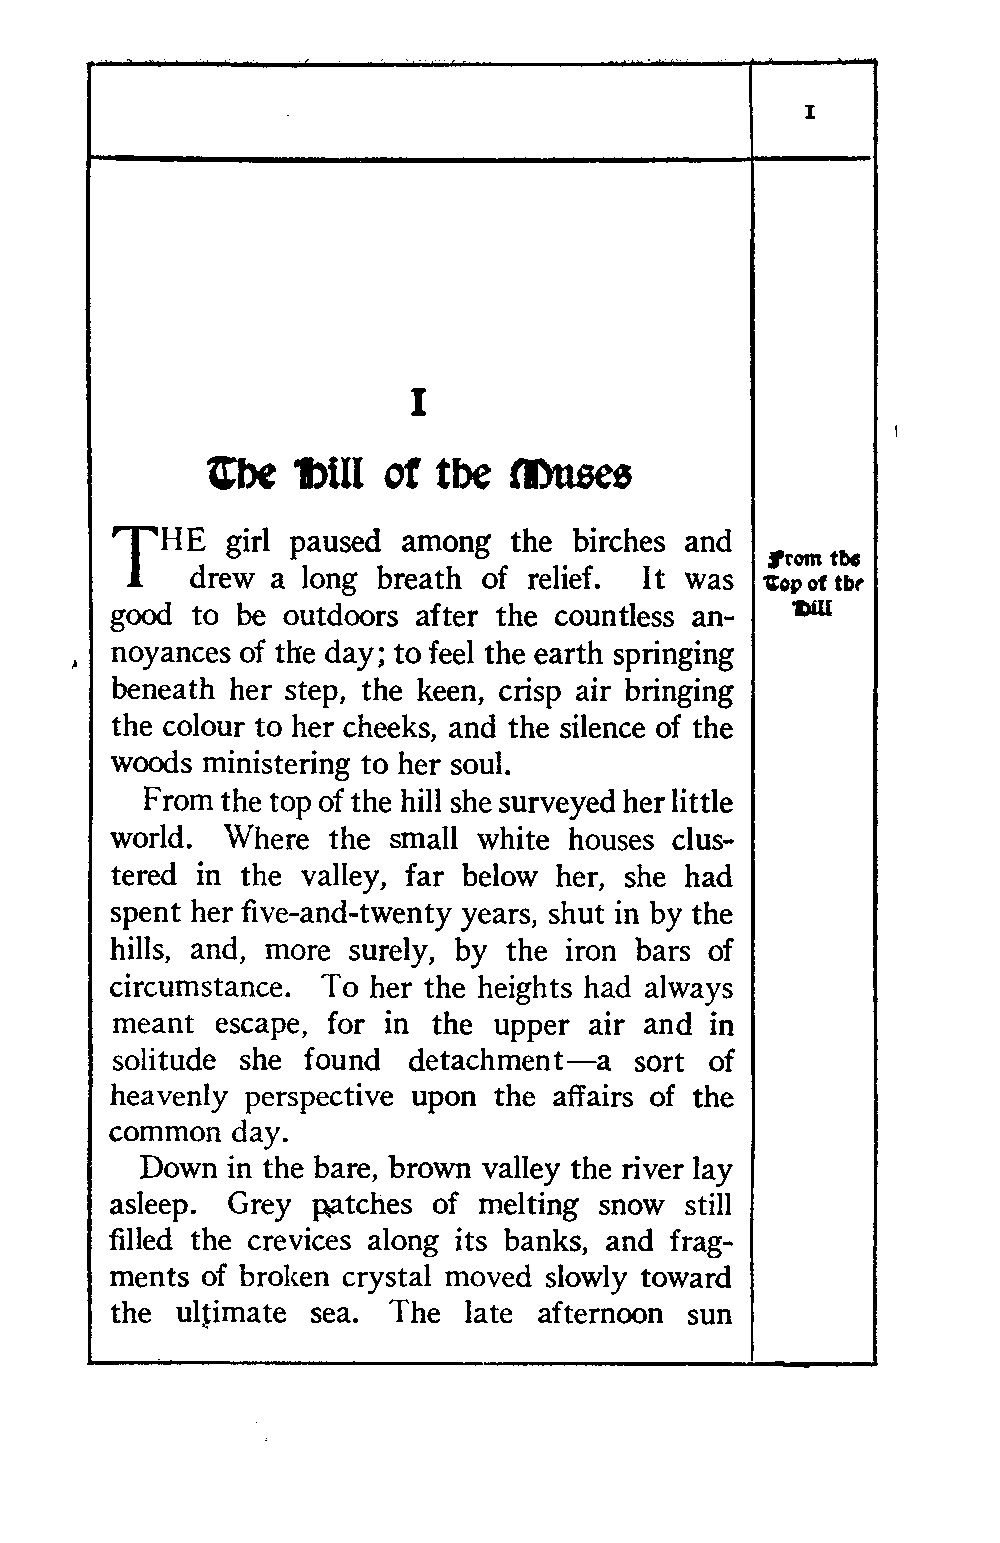 I
I
The Hill of the Muses
THE girl paused among the birches and
drew a long breath of relief. It was
good to be outdoors after the countless an-
noyances of the day; to feel the earth springing
beneath her step, the keen, crisp air bringing
the colour to her cheeks, and the silence of the
woods ministering to her soul.
From the top of the hill she surveyed her little
world. Where the small white houses clus-
tered in the valley, far below her, she had
spent her five-and-twenty years, shut in by the
hills, and, more surely, by the iron bars of
circumstance. To her the heights had always
meant escape, for in the upper air and in
solitude she found detachment—a sort of
heavenly perspective upon the affairs of the
common day.
Down in the bare, brown valley the river lay
asleep. Grey patches of melting snow still
filled the crevices along its banks, and frag-
ments of broken crystal moved slowly toward
the ultimate sea. The late afternoon sun
From the
Top of the
Hill